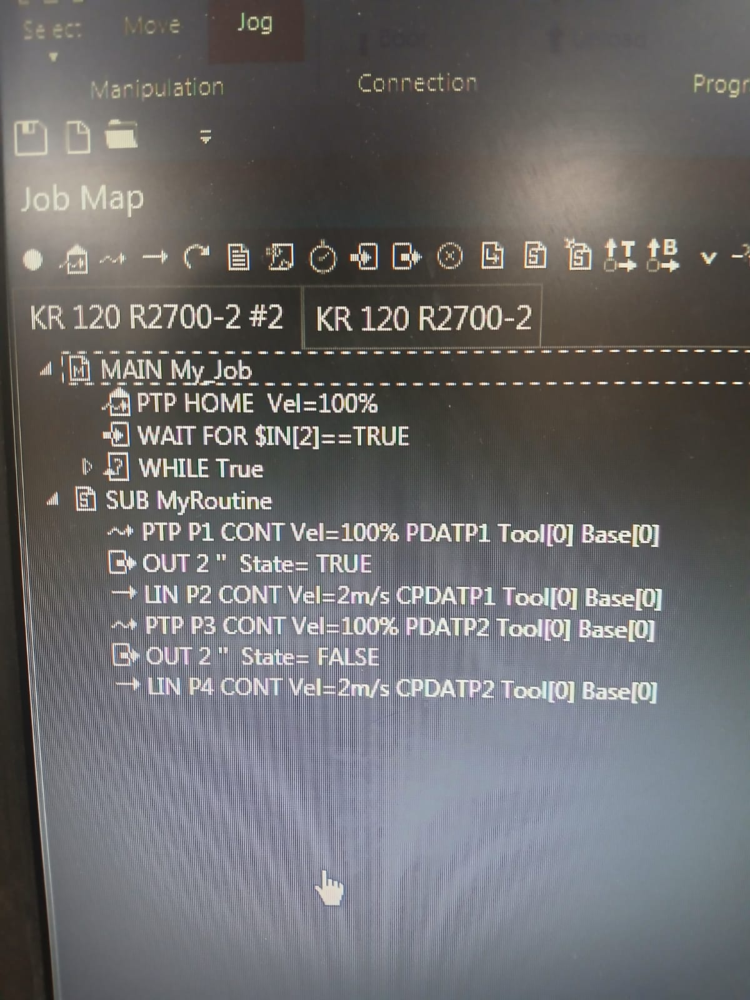 Select
Move
Jog
Manipulation
Connection
Job Map
KR 120 R2700-2 #2
KR 120 R2700-2
MAIN My_Job
PTP HOME Vel=100%
WAIT FOR $IN[2]==TRUE
WHILE True
SUB MyRoutine
PTP P1 CONT Vel=100% PDATP1 Tool[0] Base[0]
OUT 2 '' State= TRUE
LIN P2 CONT Vel=2m/s CPDATP1 Tool[0] Base[0]
PTP P3 CONT Vel=100% PDATP2 Tool[0] Base[0]
OUT 2 '' State= FALSE
LIN P4 CONT Vel=2m/s CPDATP2 Tool[0] Base[0]